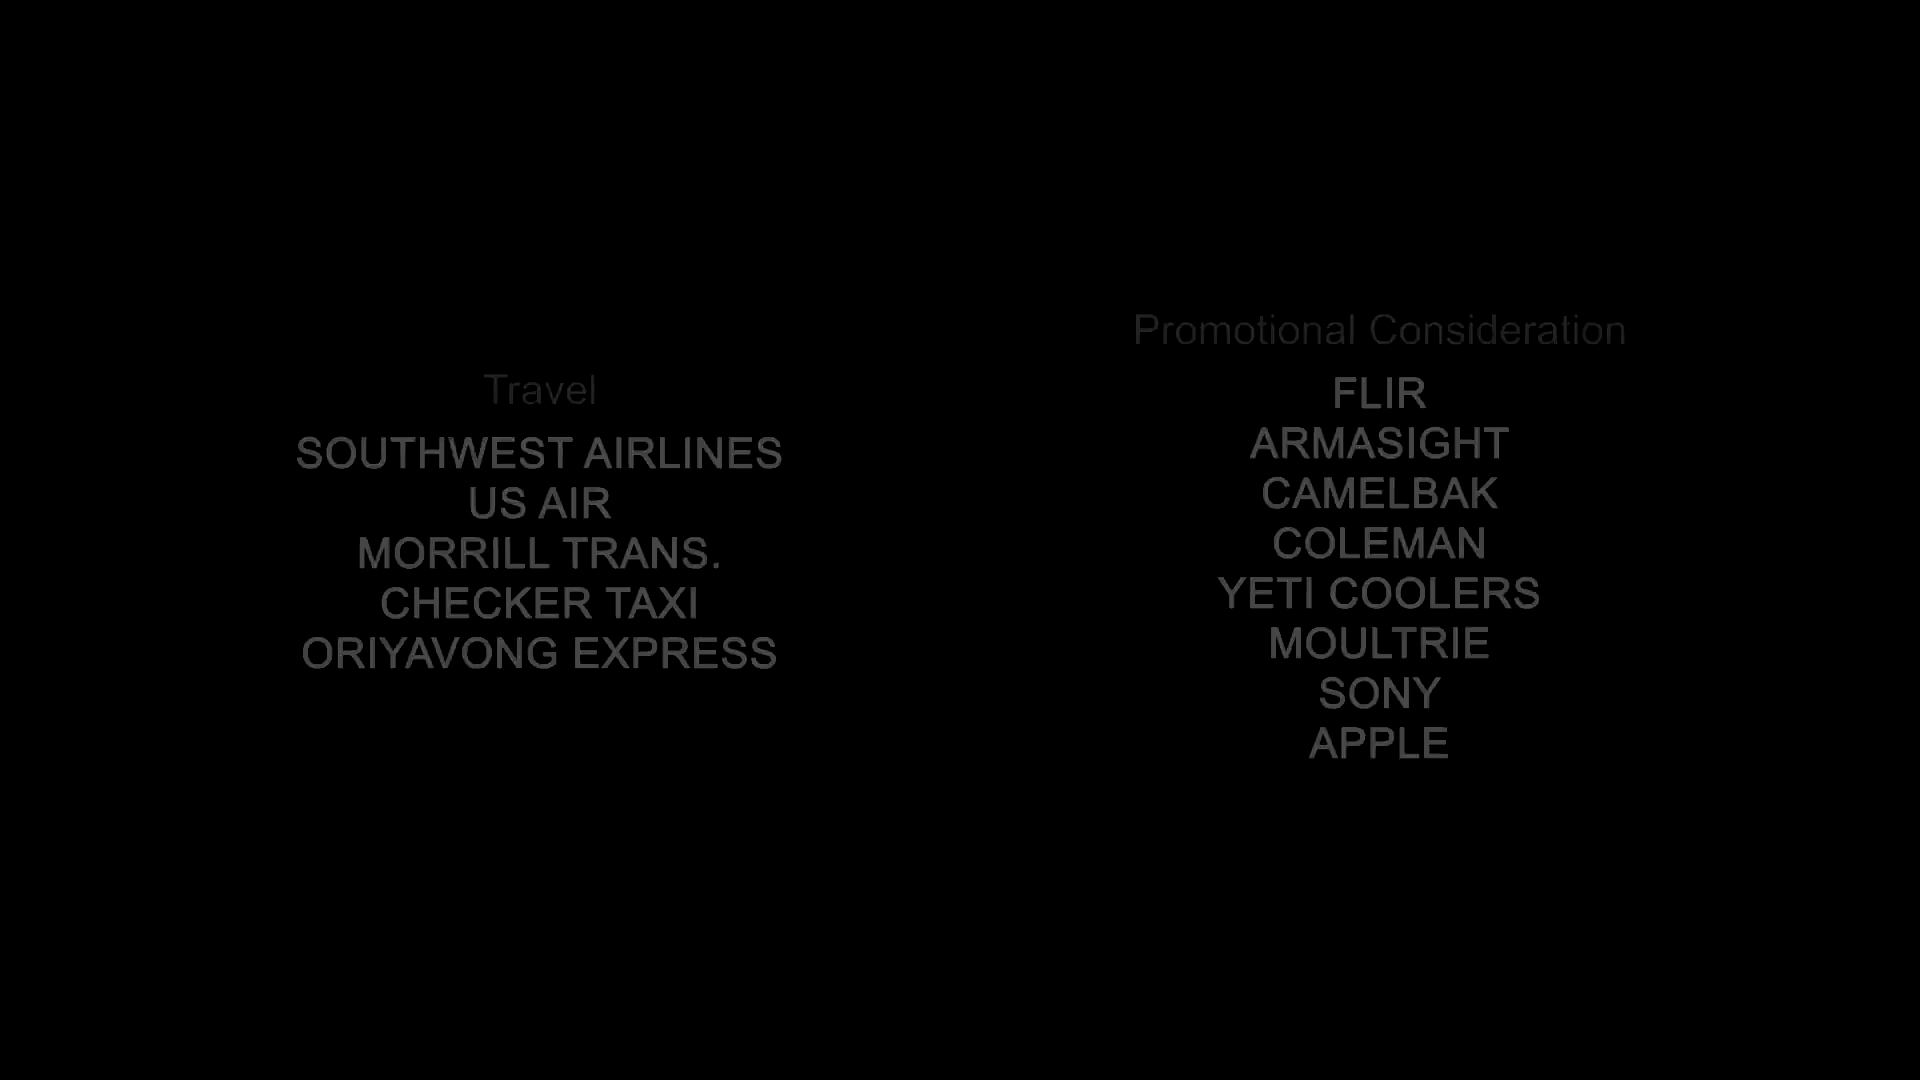 Travel
SOUTHWEST AIRLINES
US AIR
MORRILL TRANS.
CHECKER TAXI
ORIYAVONG EXPRESS
Promotional Consideration
FLIR
ARMASIGHT
CAMELBAK
COLEMAN
YETI COOLERS
MOULTRIE
SONY
APPLE